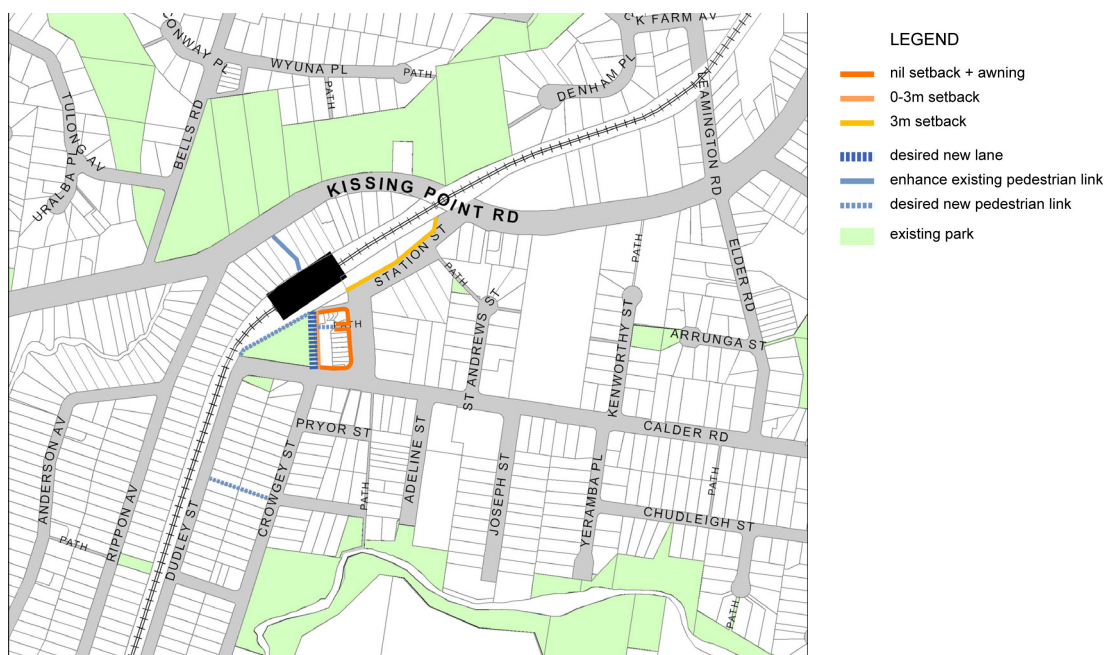 CONWAY PL
K FARM AV
WYUNA PL
PATH
PATH
DENHAM PL
LEAMINGTON RD
TULONG AV
BELLS RD
URALBA PL
KISSING POINT RD
STATION ST
PATH
PATH
PATH
ELDER RD
ST ANDREWS ST
KENWORTHY ST
ARRUNGA ST
CALDER RD
PRYOR ST
ADELINE ST
CROWGEY ST
ANDERSON AV
RIPPON AV
DUDLEY ST
PATH
PATH
PATH
JOSEPH ST
YERAMBA PL
CHUDLEIGH ST
PATH
LEGEND
nil setback + awning
0-3m setback
3m setback
desired new lane
enhance existing pedestrian link
desired new pedestrian link
existing park